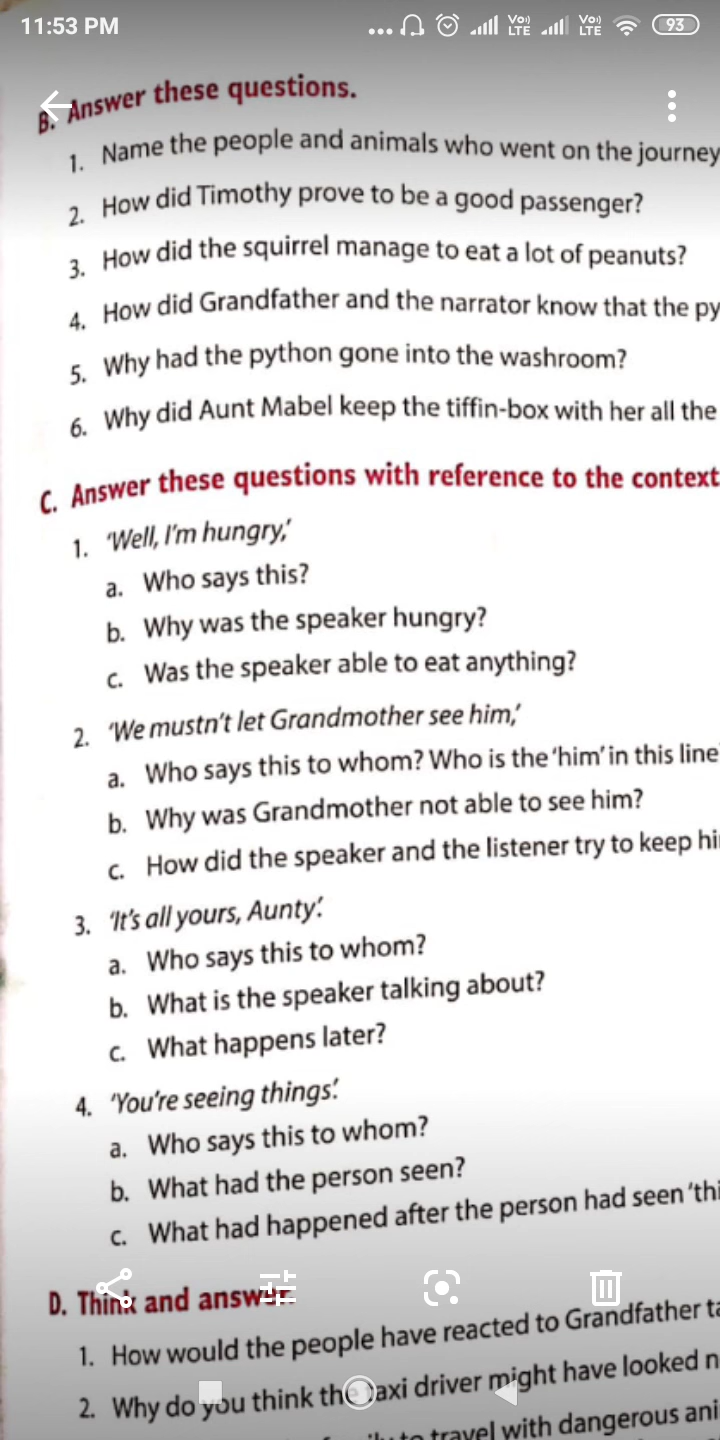 11:53 PM
VoLTE VoLTE 93
B. Answer these questions.
1. Name the people and animals who went on the journey
2. How did Timothy prove to be a good passenger?
3. How did the squirrel manage to eat a lot of peanuts?
4. How did Grandfather and the narrator know that the py
5. Why had the python gone into the washroom?
6. Why did Aunt Mabel keep the tiffin-box with her all the
C. Answer these questions with reference to the context
1. ‘Well, I’m hungry,’
a. Who says this?
b. Why was the speaker hungry?
c. Was the speaker able to eat anything?
2. ‘We mustn’t let Grandmother see him,’
a. Who says this to whom? Who is the ‘him’ in this line
b. Why was Grandmother not able to see him?
c. How did the speaker and the listener try to keep hi
3. ‘It’s all yours, Aunty’.
a. Who says this to whom?
b. What is the speaker talking about?
c. What happens later?
4. ‘You’re seeing things’.
a. Who says this to whom?
b. What had the person seen?
c. What had happened after the person had seen ‘thi
D. Think and answer.
1. How would the people have reacted to Grandfather ta
2. Why do you think the taxi driver might have looked n
to travel with dangerous ani